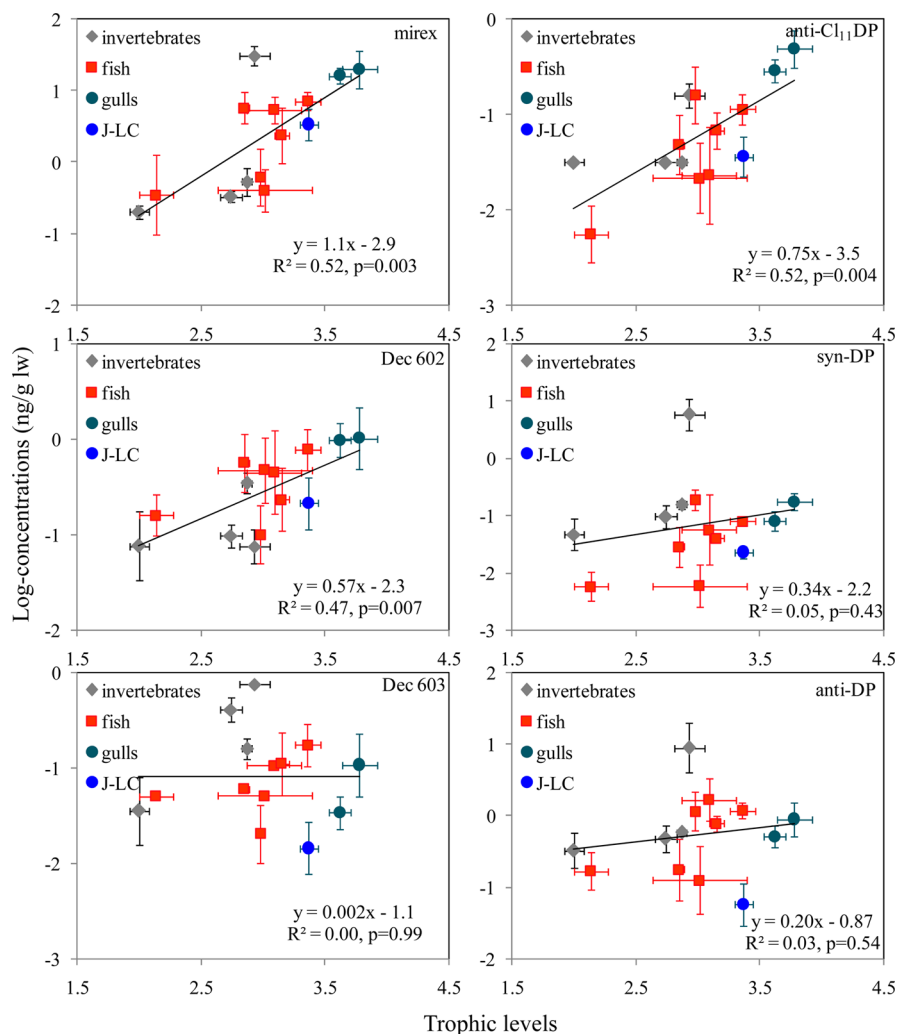 2
mirex
invertebrates
fish
gulls
J-LC
1
0
-1
y = 1.1x - 2.9
R² = 0.52, p=0.003
-2
1.5
2.5
3.5
4.5
0
anti-Cl₁₁DP
invertebrates
fish
gulls
J-LC
-1
-2
y = 0.75x - 3.5
R² = 0.52, p=0.004
-3
1.5
2.5
3.5
4.5
1
Dec 602
invertebrates
fish
gulls
J-LC
0
-1
y = 0.57x - 2.3
R² = 0.47, p=0.007
-2
1.5
2.5
3.5
4.5
2
syn-DP
invertebrates
fish
gulls
J-LC
1
0
-1
-2
y = 0.34x - 2.2
R² = 0.05, p=0.43
-3
1.5
2.5
3.5
4.5
0
Dec 603
invertebrates
fish
gulls
J-LC
-1
-2
y = 0.002x - 1.1
R² = 0.00, p=0.99
-3
1.5
2.5
3.5
4.5
2
anti-DP
invertebrates
fish
gulls
J-LC
1
0
-1
y = 0.20x - 0.87
R² = 0.03, p=0.54
-2
1.5
2.5
3.5
4.5
Log-concentrations (ng/g lw)
Trophic levels